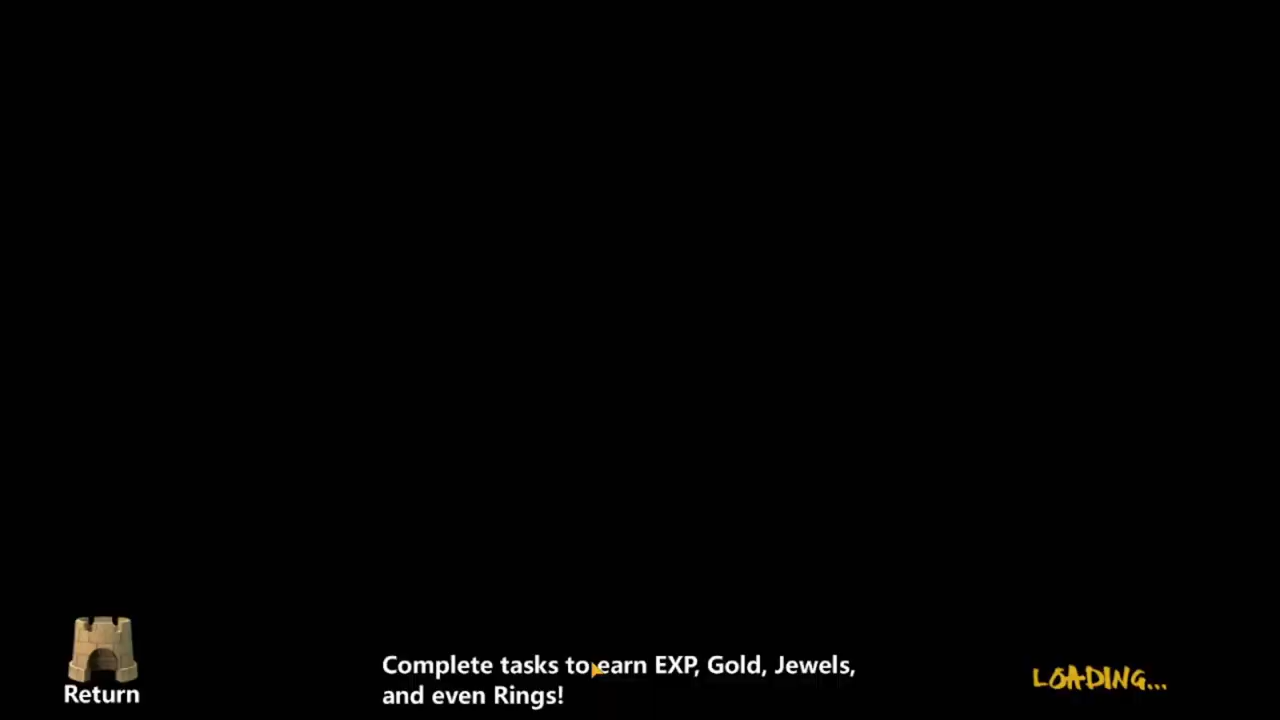 Complete tasks to earn EXP, Gold, Jewels,
and even Rings!
Return
LOADING...